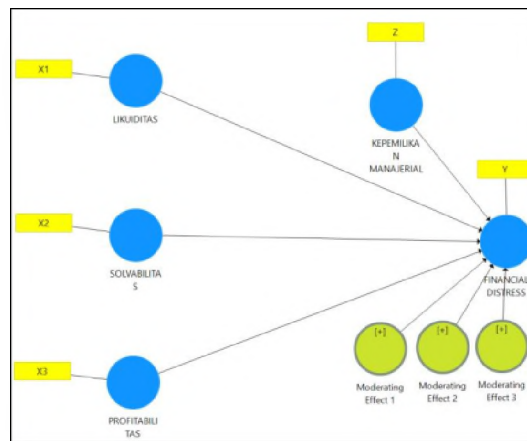 X1
LIKUIDITAS
Z
KEPEMILIKA
N
MANAJERIAL
Y
X2
SOLVABILITA
S
FINANCIAL
DISTRESS
[+]
[+]
[+]
Moderating
Effect 1
Moderating
Effect 2
Moderating
Effect 3
X3
PROFITABILI
TAS